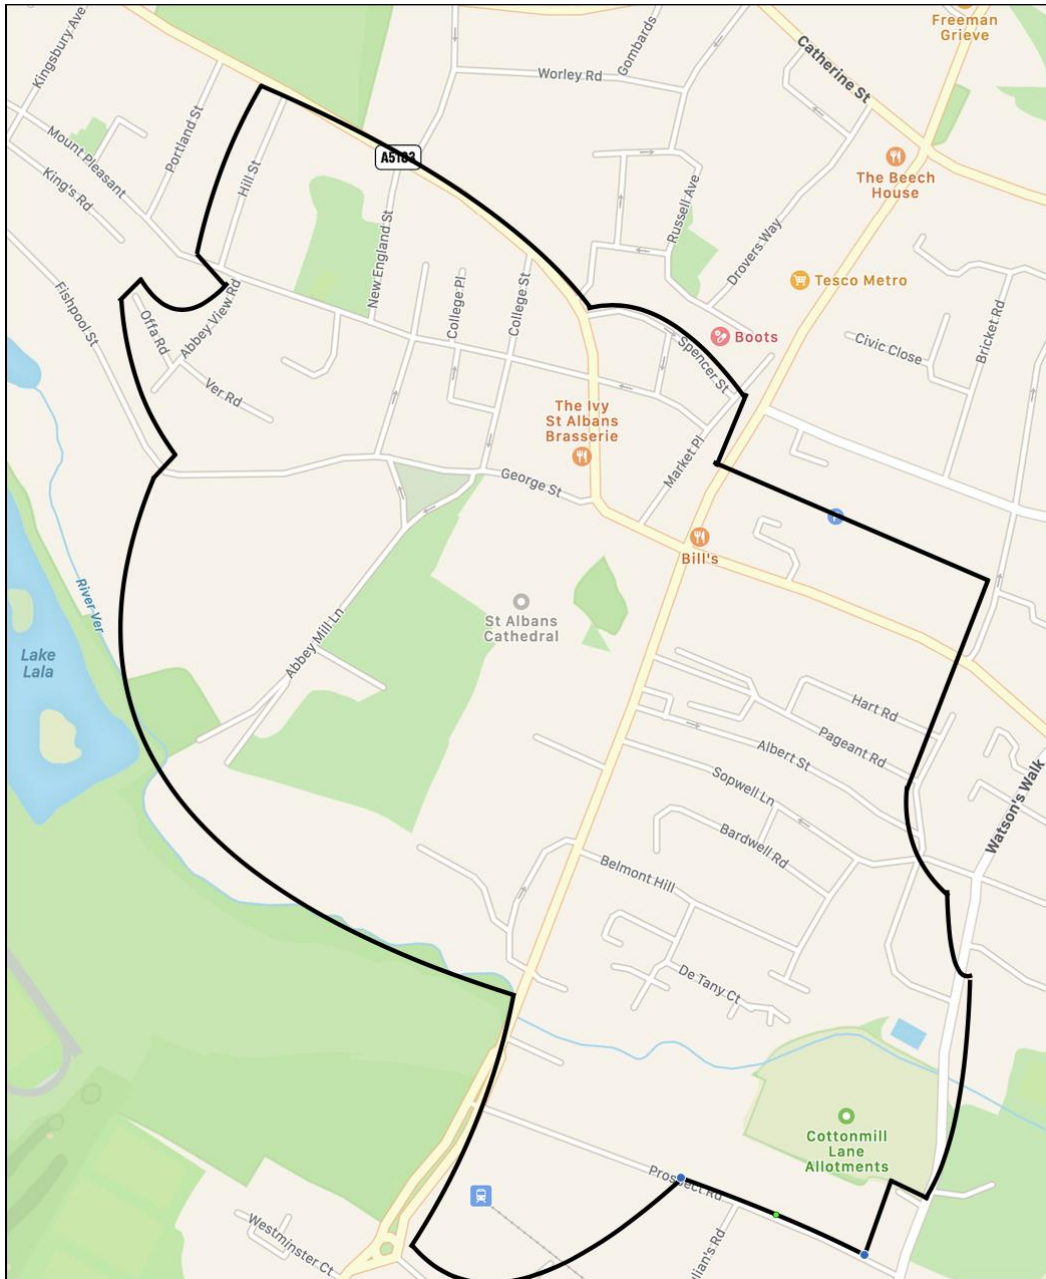 Kingsbury Ave
Freeman
Grieve
Gombards
Catherine St
Worley Rd
Portland St
Mount Pleasant
A5183
Hill St
King's Rd
The Beech
House
Russell Ave
New England St
Drovers Way
Tesco Metro
Fishpool St
Abbey View Rd
Offa Rd
College Pl
College St
Boots
Bricket Rd
Civic Close
Spencer St
Ver Rd
The Ivy
St Albans
Brasserie
Market Pl
George St
Bill's
River Ver
St Albans
Cathedral
Lake
Lala
Abbey Mill Ln
Hart Rd
Pageant Rd
Albert St
Sopwell Ln
Watson's Walk
Bardwell Rd
Belmont Hill
De Tany Ct
Cottonmill
Lane
Allotments
Prospect Rd
Westminster Ct
lian's Rd